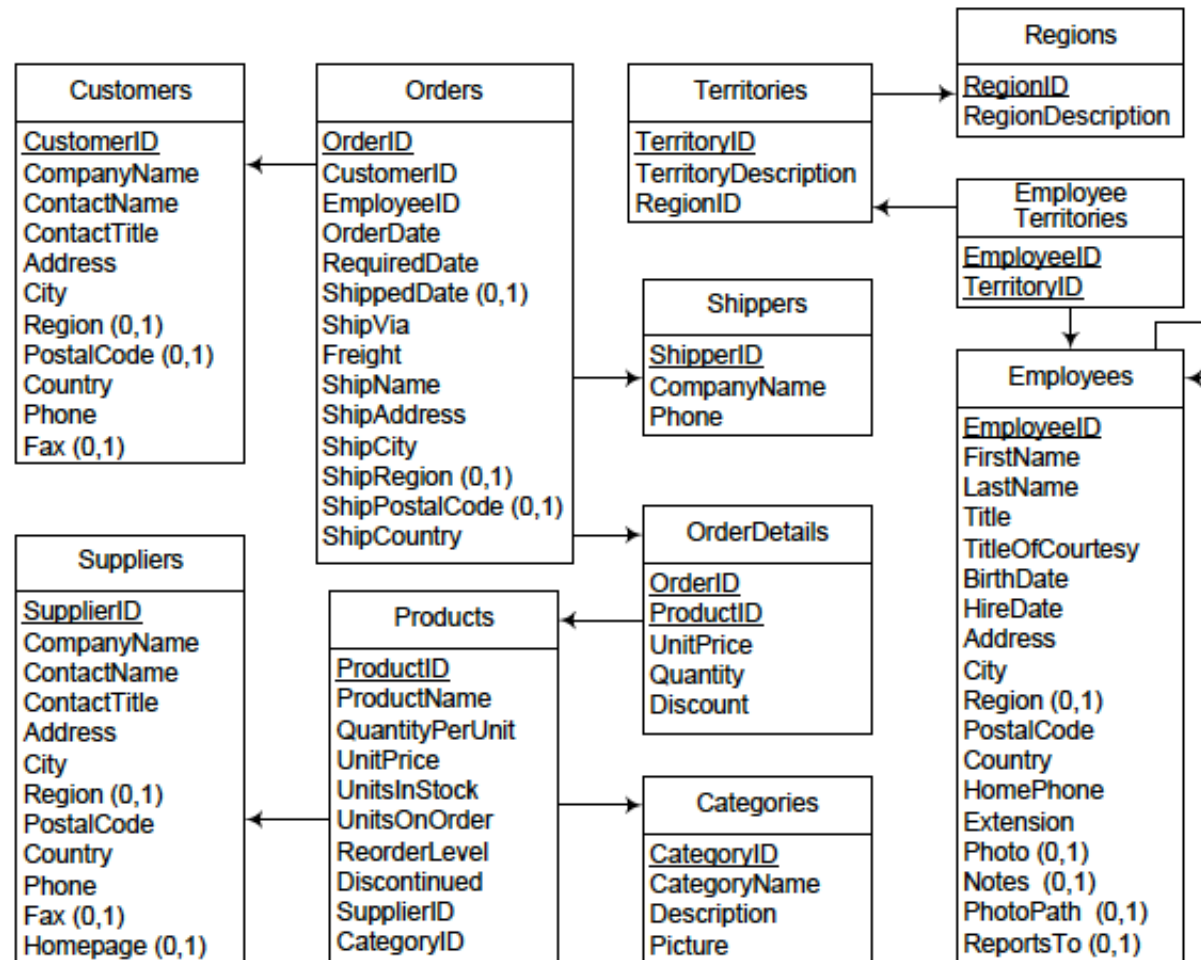 Customers
CustomerID
CompanyName
ContactName
ContactTitle
Address
City
Region (0,1)
PostalCode (0,1)
Country
Phone
Fax (0,1)
Orders
OrderID
CustomerID
EmployeeID
OrderDate
RequiredDate
ShippedDate (0,1)
ShipVia
Freight
ShipName
ShipAddress
ShipCity
ShipRegion (0,1)
ShipPostalCode (0,1)
ShipCountry
Territories
TerritoryID
TerritoryDescription
RegionID
Regions
RegionID
RegionDescription
Employee
Territories
EmployeeID
TerritoryID
Shippers
ShipperID
CompanyName
Phone
Employees
EmployeeID
FirstName
LastName
Title
TitleOfCourtesy
BirthDate
HireDate
Address
City
Region (0,1)
PostalCode
Country
HomePhone
Extension
Photo (0,1)
Notes (0,1)
PhotoPath (0,1)
ReportsTo (0,1)
OrderDetails
OrderID
ProductID
UnitPrice
Quantity
Discount
Suppliers
SupplierID
CompanyName
ContactName
ContactTitle
Address
City
Region (0,1)
PostalCode
Country
Phone
Fax (0,1)
Homepage (0,1)
Products
ProductID
ProductName
QuantityPerUnit
UnitPrice
UnitsInStock
UnitsOnOrder
ReorderLevel
Discontinued
SupplierID
CategoryID
Categories
CategoryID
CategoryName
Description
Picture